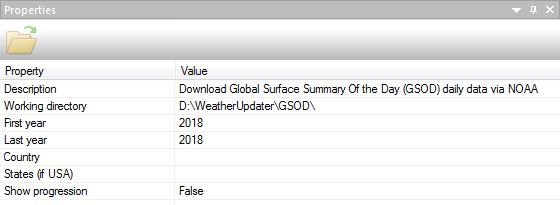 Properties
Property Value
Description Download Global Surface Summary Of the Day (GSOD) daily data via NOAA
Working directory D:\WeatherUpdater\GSOD\
First year 2018
Last year 2018
Country
States (if USA)
Show progression False